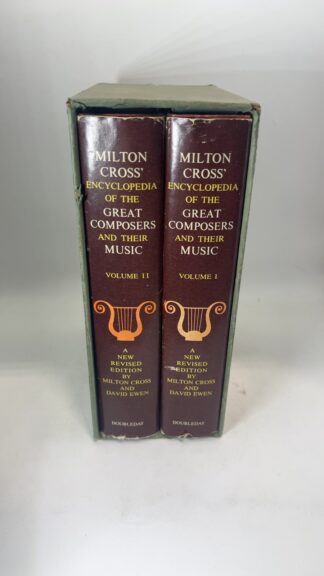 MILTON
CROSS'
ENCYCLOPEDIA
OF THE
GREAT
COMPOSERS
AND THEIR
MUSIC
VOLUME II
A
NEW
REVISED
EDITION
BY
MILTON CROSS
AND
DAVID EWEN
DOUBLEDAY
MILTON
CROSS'
ENCYCLOPEDIA
OF THE
GREAT
COMPOSERS
AND THEIR
MUSIC
VOLUME I
A
NEW
REVISED
EDITION
BY
MILTON CROSS
AND
DAVID EWEN
DOUBLEDAY